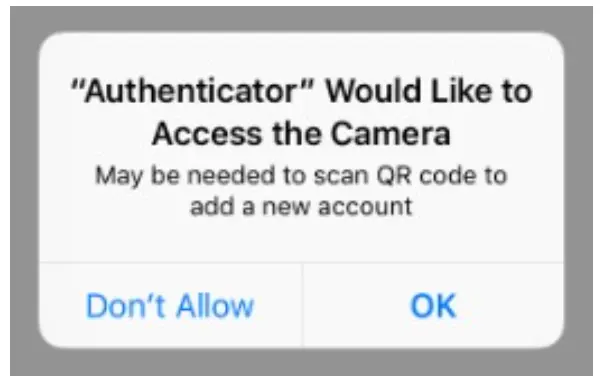 “Authenticator” Would Like to
Access the Camera
May be needed to scan QR code to
add a new account
Don’t Allow
OK